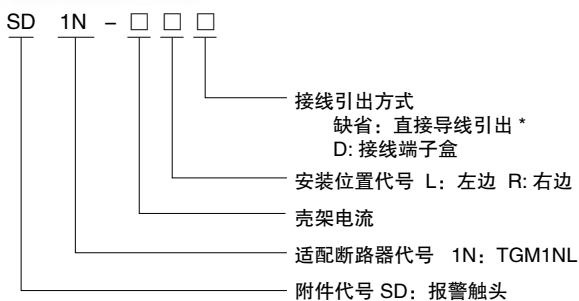 SD 1N – □ □ □
接线引出方式
缺省：直接导线引出 *
D: 接线端子盒
安装位置代号 L：左边 R: 右边
壳架电流
适配断路器代号 1N：TGM1NL
附件代号 SD：报警触头